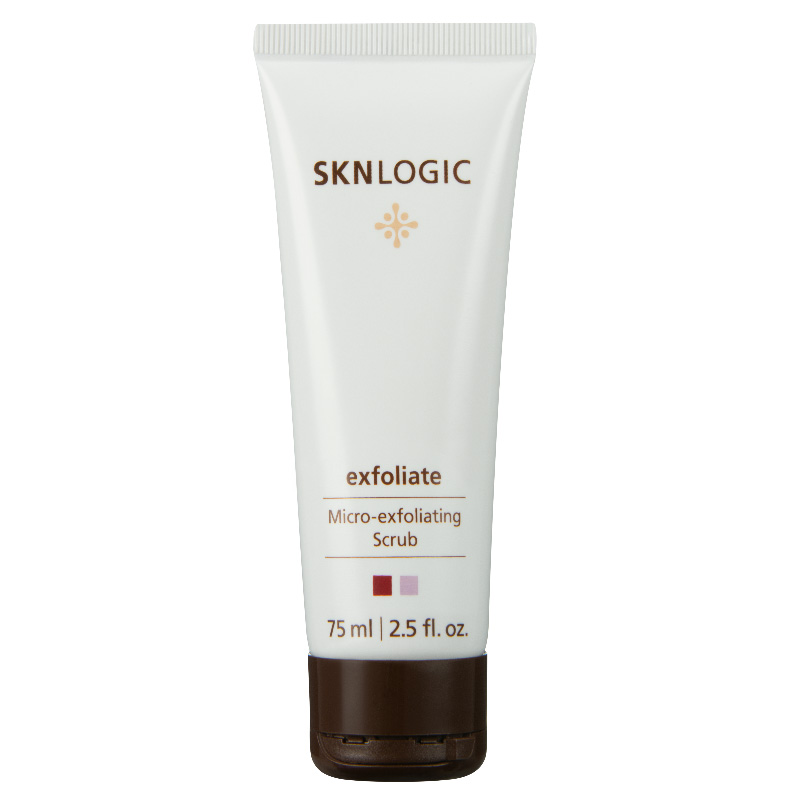 SKNLOGIC
exfoliate
Micro-exfoliating
Scrub
75 ml | 2.5 fl. oz.